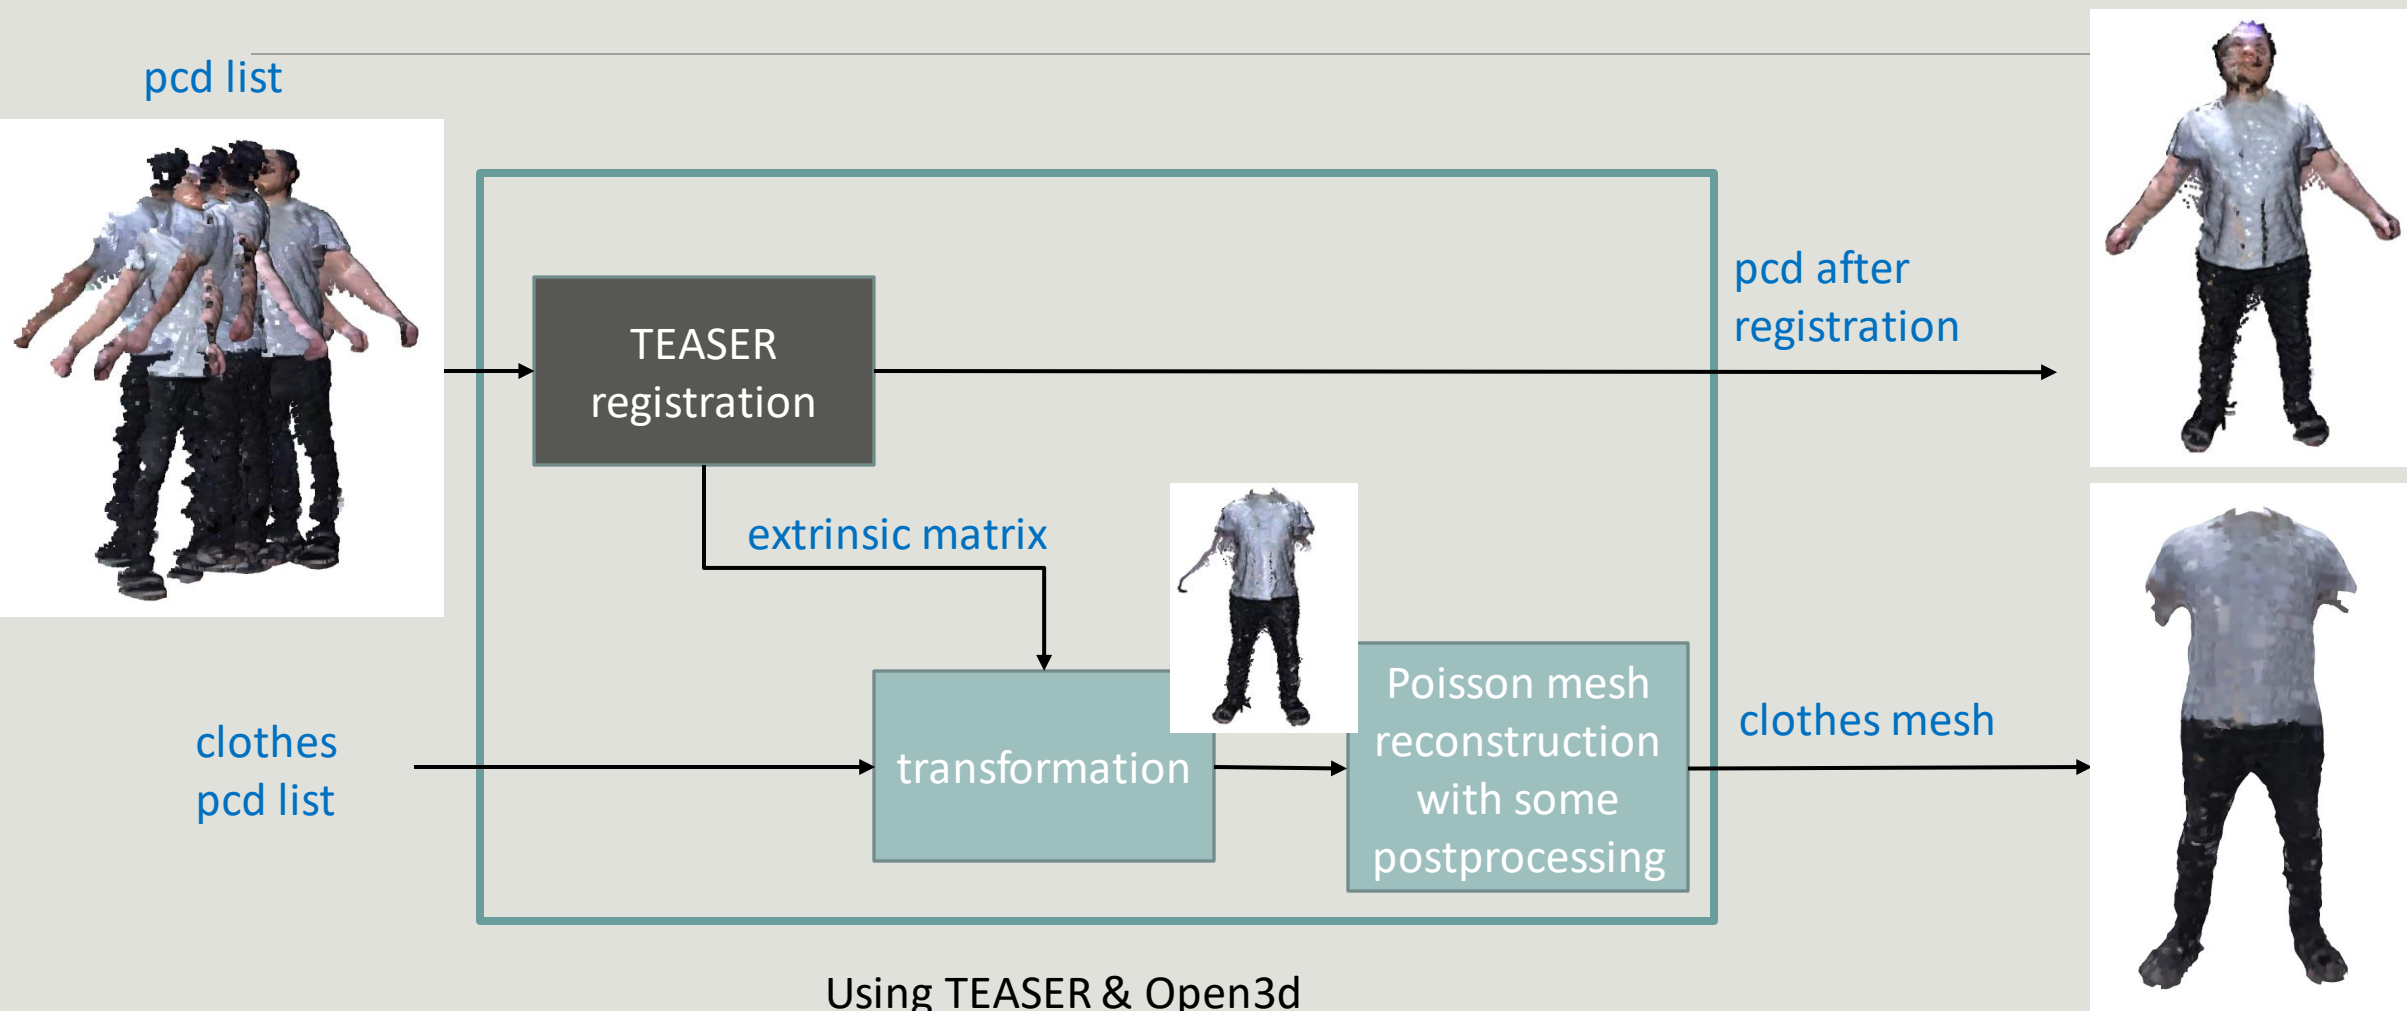 pcd list
TEASER
registration
pcd after
registration
extrinsic matrix
clothes
pcd list
transformation
Poisson mesh
reconstruction
with some
postprocessing
clothes mesh
Using TEASER & Open3d